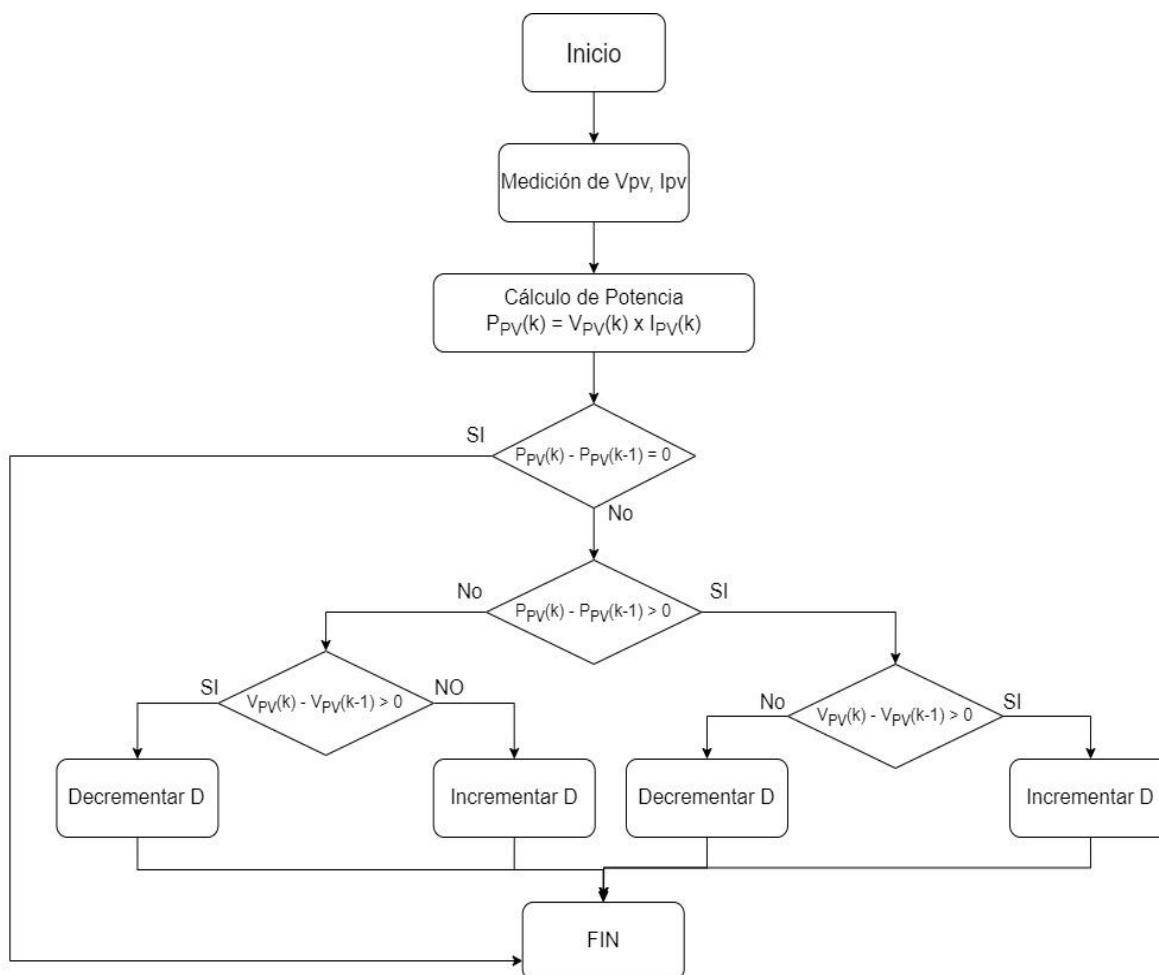 Inicio
Medición de Vpv, Ipv
Cálculo de Potencia
PPV(k) = VPV(k) x IPV(k)
SI
PPV(k) - PPV(k-1) = 0
No
No
PPV(k) - PPV(k-1) > 0
SI
SI
VPV(k) - VPV(k-1) > 0
NO
No
VPV(k) - VPV(k-1) > 0
SI
Decrementar D
Incrementar D
Decrementar D
Incrementar D
FIN